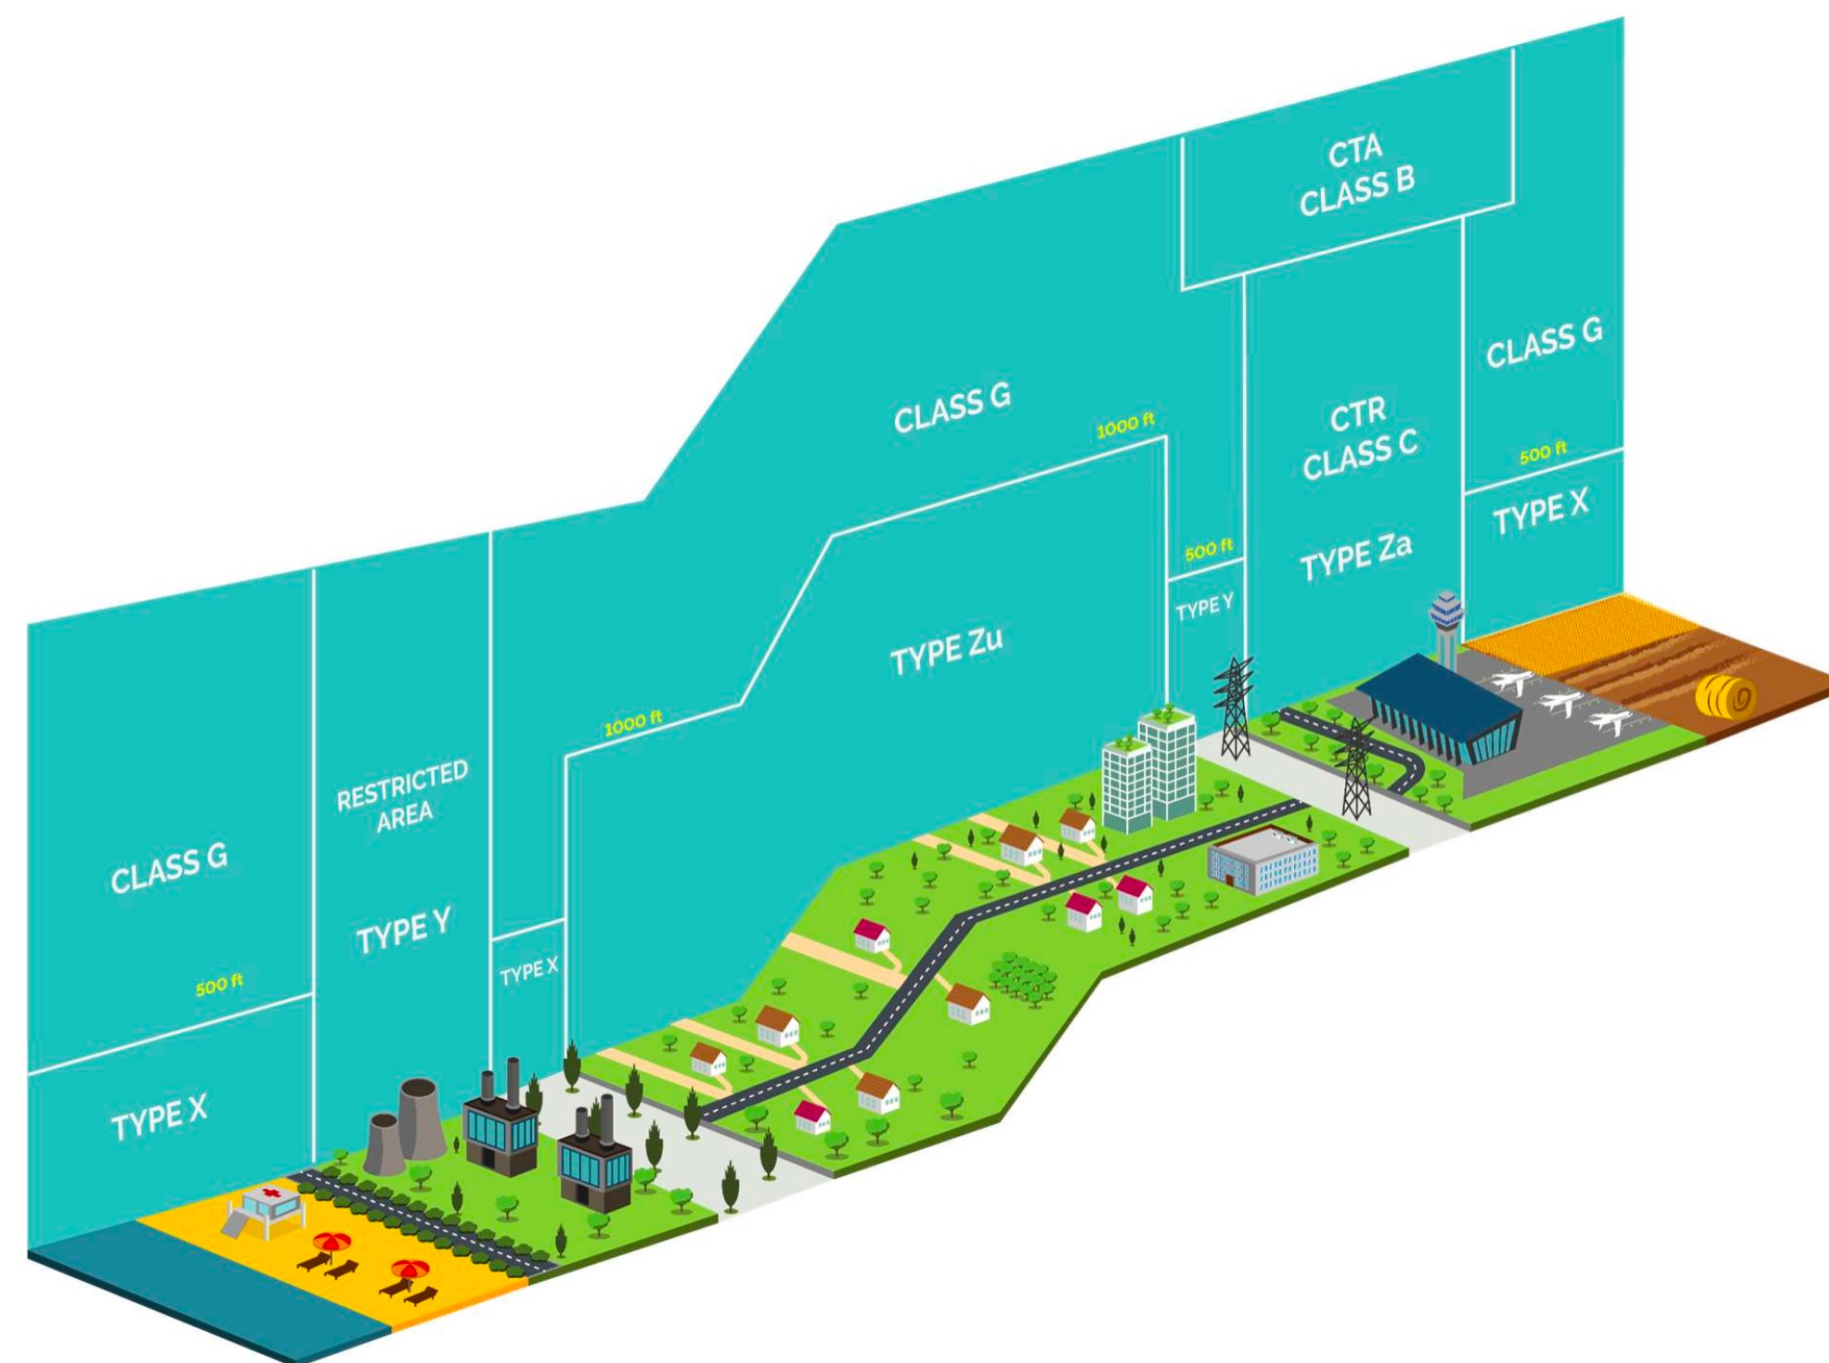 CTA
CLASS B
CLASS G
CLASS G
1000 ft
CTR
CLASS C
500 ft
TYPE X
500 ft
TYPE Za
TYPE Y
TYPE Zu
1000 ft
RESTRICTED
AREA
CLASS G
TYPE Y
TYPE X
500 ft
TYPE X